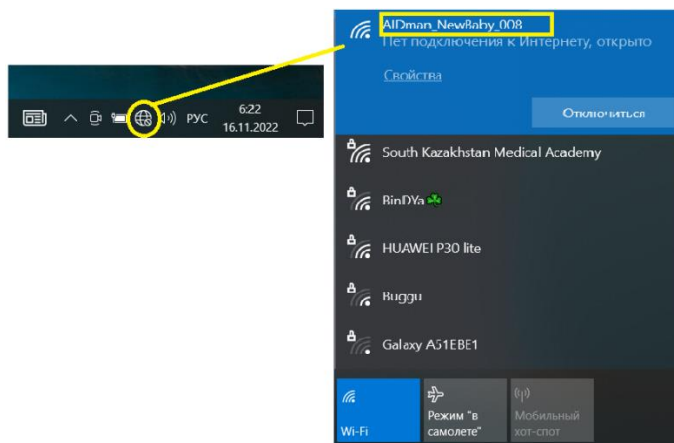 AIDman_NewBaby_008
Нет подключения к Интернету, открыто
Свойства
Отключиться
РУС
6:22
16.11.2022
South Kazakhstan Medical Academy
BinDYa☘
HUAWEI P30 lite
Buggu
Galaxy A51EBE1
Wi-Fi
Режим "в
самолете"
Мобильный
хот-спот